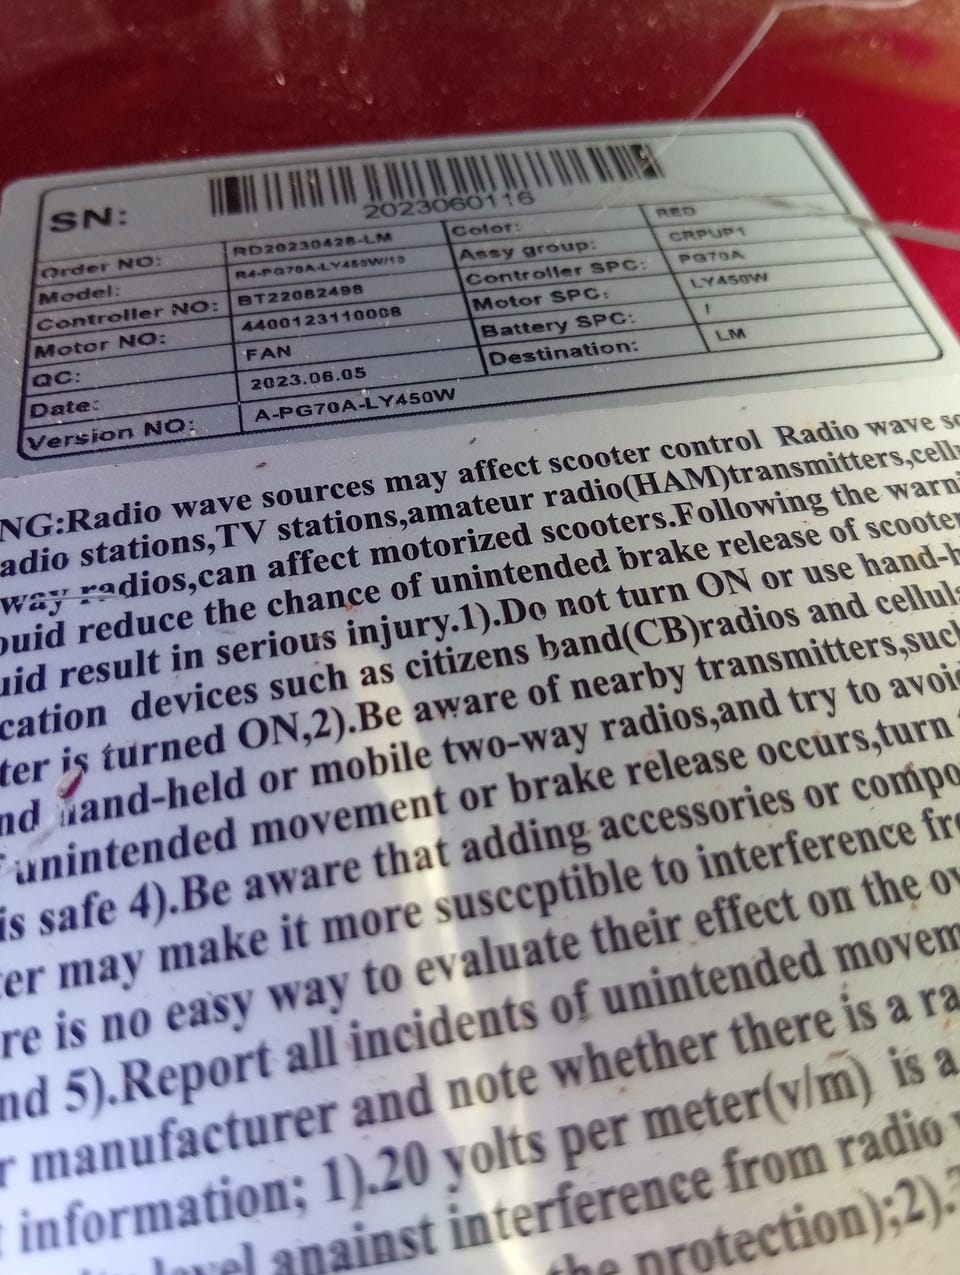 SN:
2023060116
Order NO: RD20230428-LM Color: RED
Model: R4-PG70A-LY450W/10 Assy group: CRPUP1
Controller NO: BT22082498 Controller SPC: PG70A
Motor NO: 4400123110008 Motor SPC: LY450W
QC: FAN Battery SPC: /
Date: 2023.06.05 Destination: LM
Version NO: A-PG70A-LY450W
NG:Radio wave sources may affect scooter control Radio wave so
adio stations,TV stations,amateur radio(HAM)transmitters,cell
way radios,can affect motorized scooters.Following the warni
ouid reduce the chance of unintended brake release of scooter
uid result in serious injury.1).Do not turn ON or use hand-h
cation devices such as citizens band(CB)radios and cellula
ter is turned ON,2).Be aware of nearby transmitters,such
nd hand-held or mobile two-way radios,and try to avoid
unintended movement or brake release occurs,turn
is safe 4).Be aware that adding accessories or compo
er may make it more susccptible to interference fr
re is no easy way to evaluate their effect on the ov
nd 5).Report all incidents of unintended movem
r manufacturer and note whether there is a ra
information; 1).20 volts per meter(v/m) is a
level against interference from radio
the protection);2).